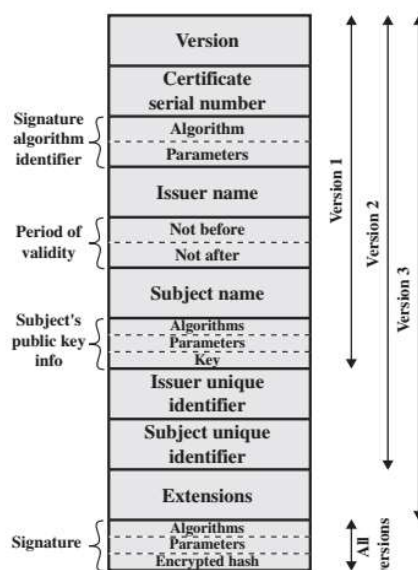 Version
Certificate
serial number
Signature
algorithm
identifier
Algorithm
Parameters
Issuer name
Period of
validity
Not before
Not after
Subject name
Subject's
public key
info
Algorithms
Parameters
Key
Issuer unique
identifier
Subject unique
identifier
Extensions
Signature
Algorithms
Parameters
Encrypted hash
Version 1
Version 2
Version 3
All
versions